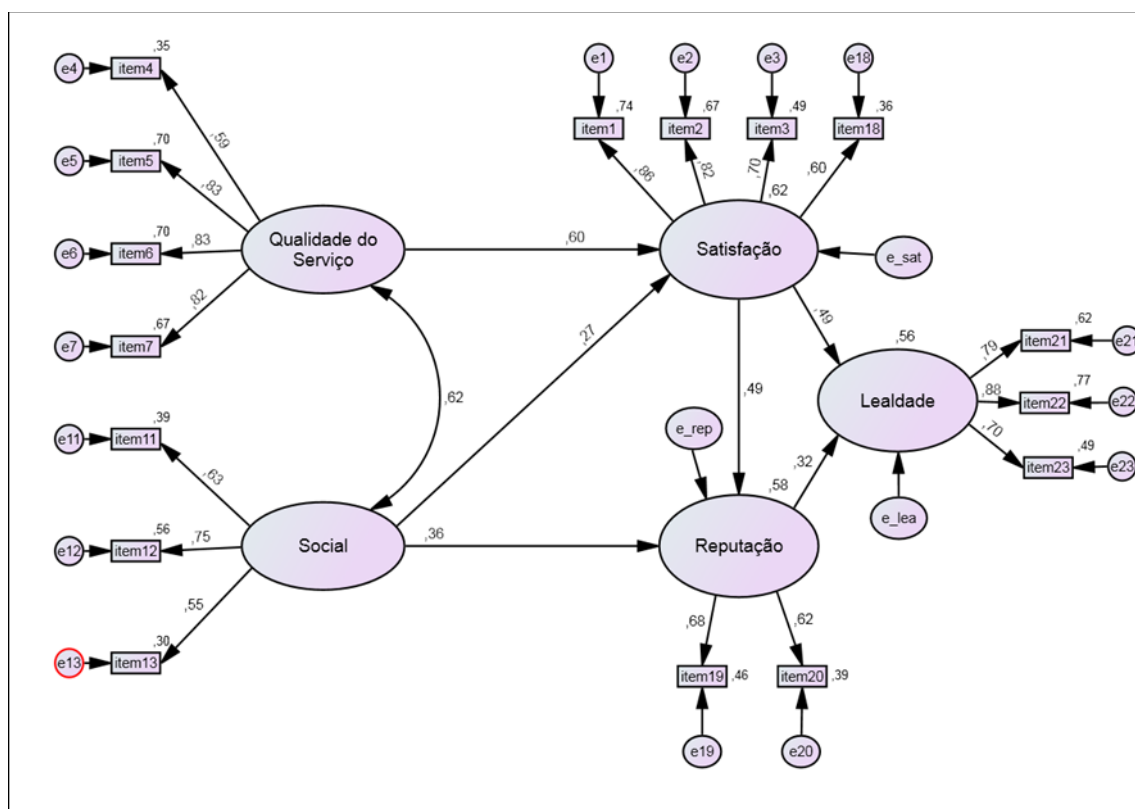 e4
item4
,35
,59
e5
item5
,70
,83
e6
item6
,70
,83
e7
item7
,67
,82
Qualidade do
Serviço
,60
,62
e11
item11
,39
,63
e12
item12
,56
,75
e13
item13
,30
,55
Social
,27
,36
e1
e2
e3
e18
,74
,67
,49
,36
item1
item2
item3
item18
,86
,82
,70
,60
,62
Satisfação
e_sat
,49
,49
,56
Lealdade
,79
item21
,62
e21
,88
item22
,77
e22
,70
item23
,49
e23
e_lea
e_rep
,32
,58
Reputação
,68
,62
item19
,46
item20
,39
e19
e20